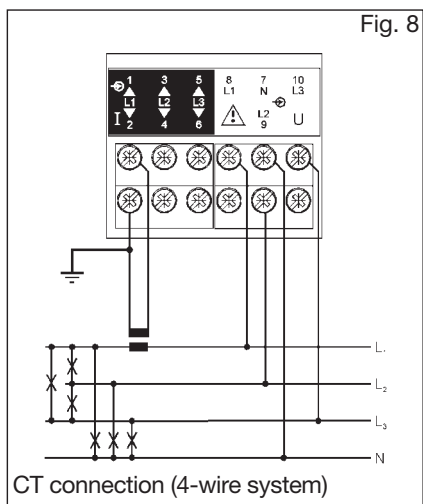 Fig. 8
1 3 5 8 7 10
L1 N L3
L1 L2 L3
I L2 U
2 4 6 9
L₁
L₂
L₃
N
CT connection (4-wire system)